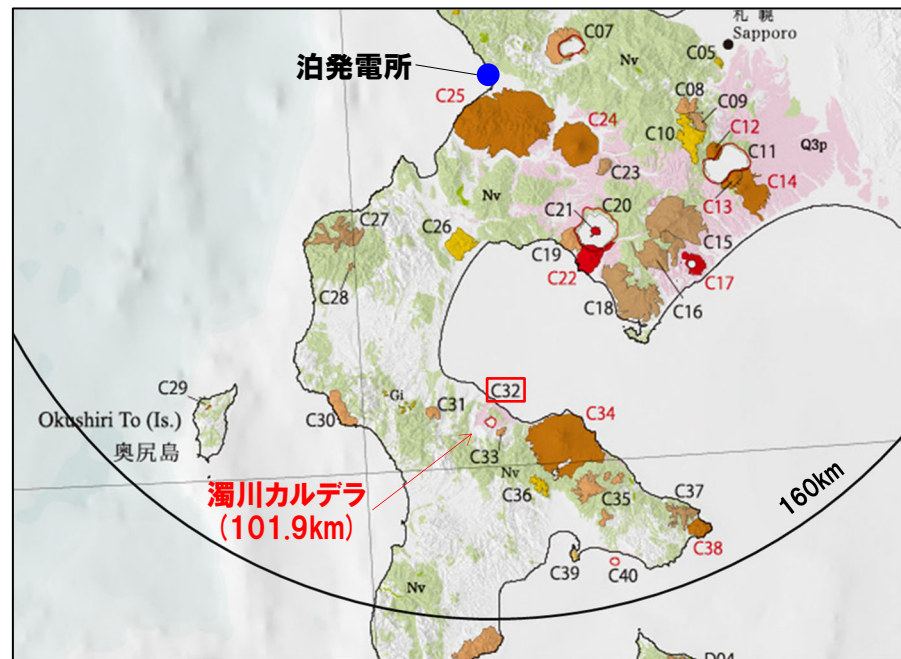 札 幌
Sapporo
C07
Nv
C05
泊発電所
C25
C24
C08
C09
C10
C12
C11
Q3p
C23
C14
C13
Nv
C27
C26
C21
C20
C15
C19
C22
C17
C28
C18
C16
C29
C32
Gi
C31
C34
Okushiri To (Is.)
C30
奥尻島
C33
Nv
濁川カルデラ
(101.9km)
C36
C35
C37
160km
C38
C39
C40
Nv
D04